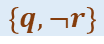 {q, ¬r}